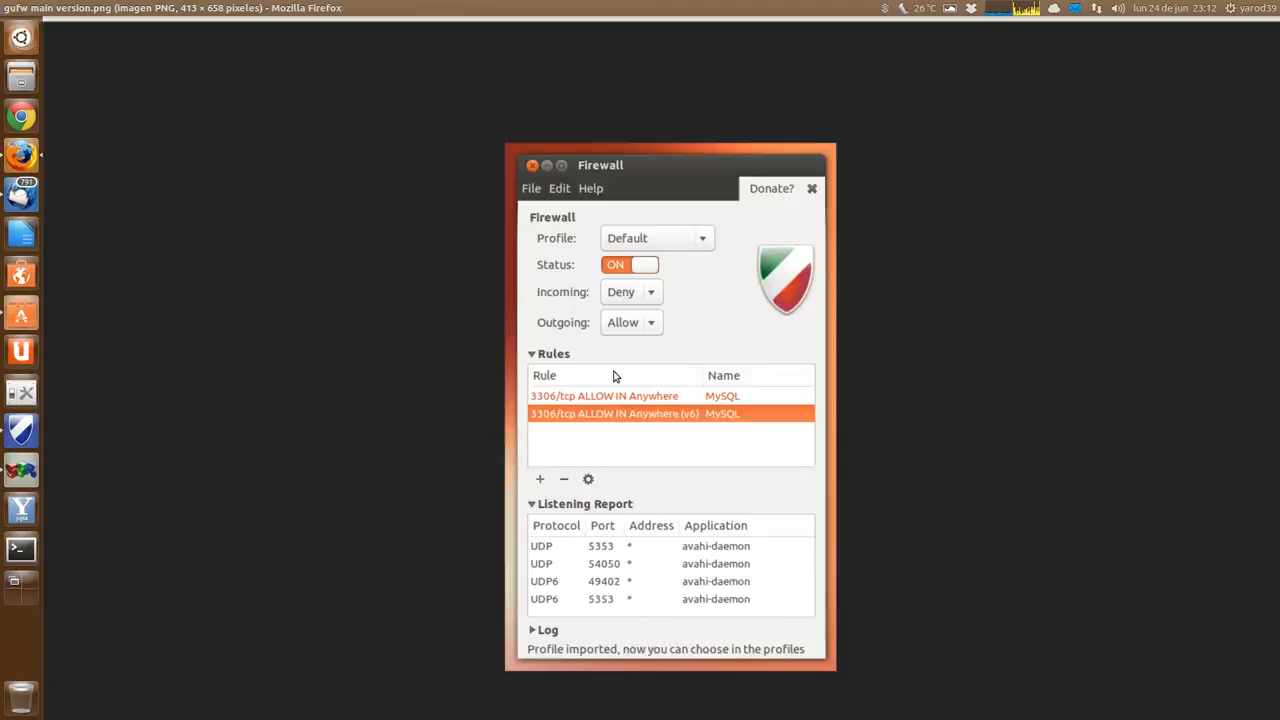 gufw main version.png (imagen PNG, 413 × 658 pixeles) - Mozilla Firefox
26°C
lun 24 de jun 23:12
yarod39
791
Firewall
File Edit Help
Donate? ✖
Firewall
Profile: Default
Status: ON
Incoming: Deny
Outgoing: Allow
Rules
Rule Name
3306/tcp ALLOW IN Anywhere MySQL
3306/tcp ALLOW IN Anywhere (v6) MySQL
+ −
Listening Report
Protocol Port Address Application
UDP 5353 * avahi-daemon
UDP 54050 * avahi-daemon
UDP6 49402 * avahi-daemon
UDP6 5353 * avahi-daemon
Log
Profile imported, now you can choose in the profiles